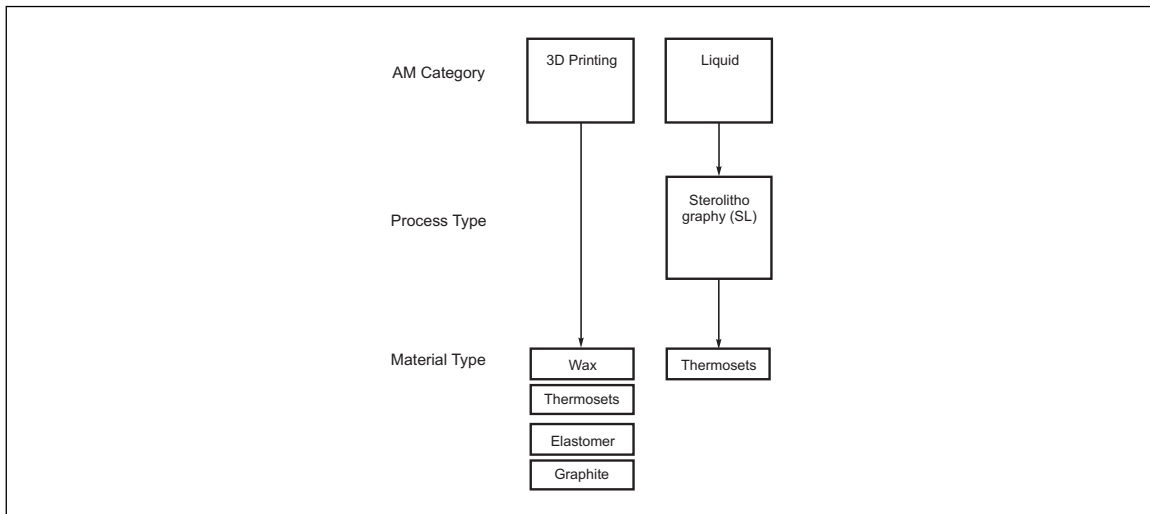 AM Category
3D Printing
Liquid
Process Type
Sterolitho
graphy (SL)
Material Type
Wax
Thermosets
Thermosets
Elastomer
Graphite